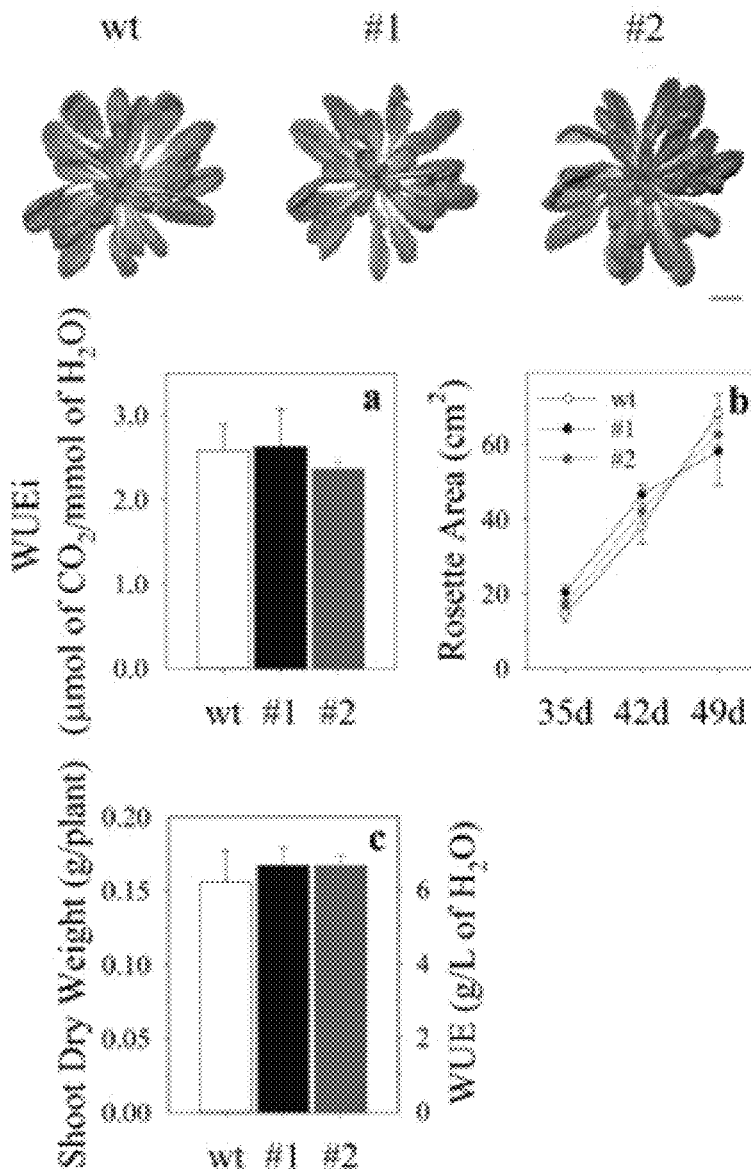 wt #1 #2
WUEi
(μmol of CO₂/mmol of H₂O)
3.0
2.0
1.0
0.0
a
wt #1 #2
Rosette Area (cm²)
60
40
20
0
wt
#1
#2
b
35d 42d 49d
Shoot Dry Weight (g/plant)
0.20
0.15
0.10
0.05
0.00
c
6
4
2
0
WUE (g/L of H₂O)
wt #1 #2